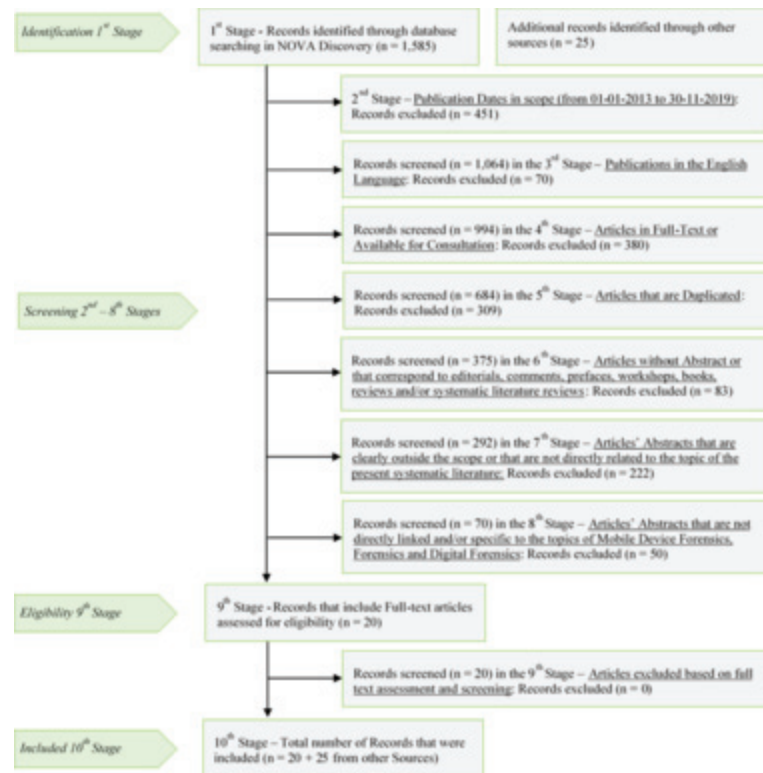 Identification 1st Stage
1st Stage - Records identified through database
searching in NOVA Discovery (n = 1,585)
Additional records identified through other
sources (n = 25)
2nd Stage – Publication Dates in scope (from 01-01-2013 to 30-11-2019):
Records excluded (n = 451)
Records screened (n = 1,064) in the 3rd Stage – Publications in the English
Language: Records excluded (n = 70)
Records screened (n = 994) in the 4th Stage – Articles in Full-Text or
Available for Consultation: Records excluded (n = 380)
Screening 2nd – 8th Stages
Records screened (n = 684) in the 5th Stage – Articles that are Duplicated:
Records excluded (n = 309)
Records screened (n = 375) in the 6th Stage – Articles without Abstract or
that correspond to editorials, comments, prefaces, workshops, books,
reviews and/or systematic literature reviews: Records excluded (n = 83)
Records screened (n = 292) in the 7th Stage – Articles' Abstracts that are
clearly outside the scope or that are not directly related to the topic of the
present systematic literature: Records excluded (n = 222)
Records screened (n = 70) in the 8th Stage – Articles' Abstracts that are not
directly linked and/or specific to the topics of Mobile Device Forensics,
Forensics and Digital Forensics: Records excluded (n = 50)
Eligibility 9th Stage
9th Stage - Records that include Full-text articles
assessed for eligibility (n = 20)
Records screened (n = 20) in the 9th Stage – Articles excluded based on full
text assessment and screening: Records excluded (n = 0)
Included 10th Stage
10th Stage – Total number of Records that were
included (n = 20 + 25 from other Sources)